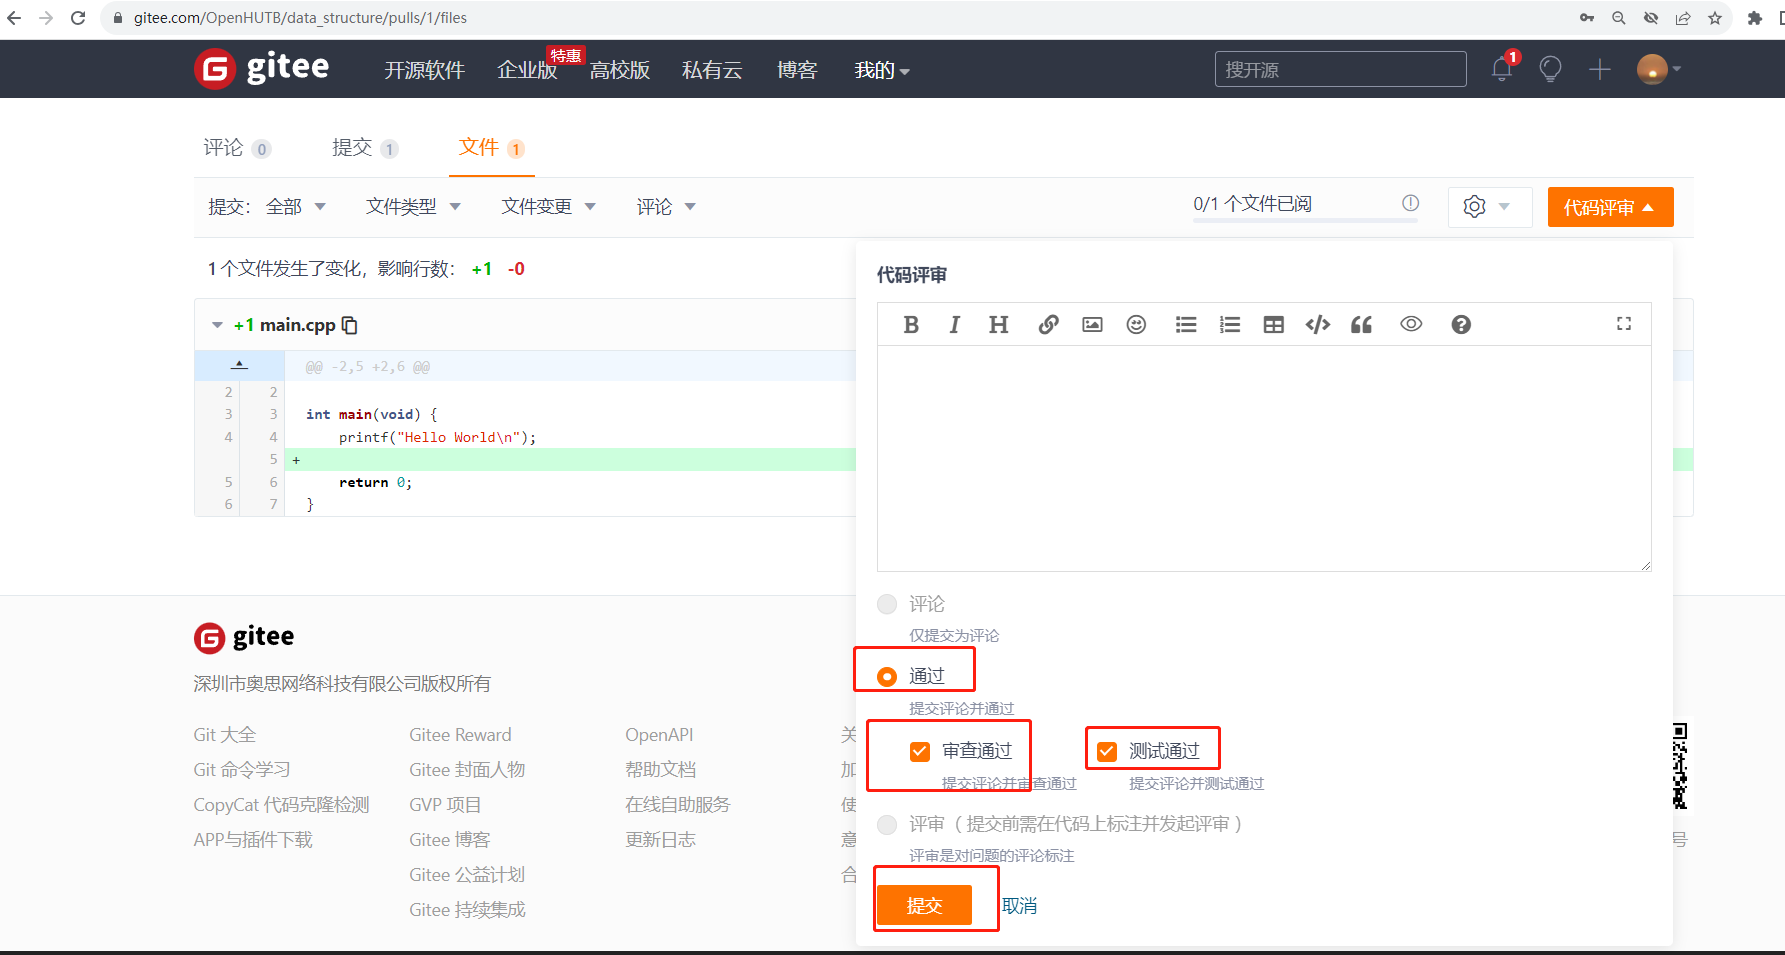 gitee.com/OpenHUTB/data_structure/pulls/1/files
gitee 开源软件 企业版 特惠 高校版 私有云 博客 我的 搜开源 1
评论 0 提交 1 文件 1
提交： 全部 文件类型 文件变更 评论 0/1 个文件已阅 代码评审
1 个文件发生了变化，影响行数： +1 -0
代码评审
+1 main.cpp
B I H
@@ -2,5 +2,6 @@
2 2
3 3 int main(void) {
4 4 printf("Hello World\n");
5 +
5 6 return 0;
6 7 }
评论
仅提交为评论
通过
提交评论并通过
审查通过 测试通过
提交评论并审查通过 提交评论并测试通过
评审（提交前需在代码上标注并发起评审）
评审是对问题的评论标注
提交 取消
gitee
深圳市奥思网络科技有限公司版权所有
Git 大全 Gitee Reward OpenAPI 关
Git 命令学习 Gitee 封面人物 帮助文档 加
CopyCat 代码克隆检测 GVP 项目 在线自助服务 使
APP与插件下载 Gitee 博客 更新日志 意 号
Gitee 公益计划 合
Gitee 持续集成